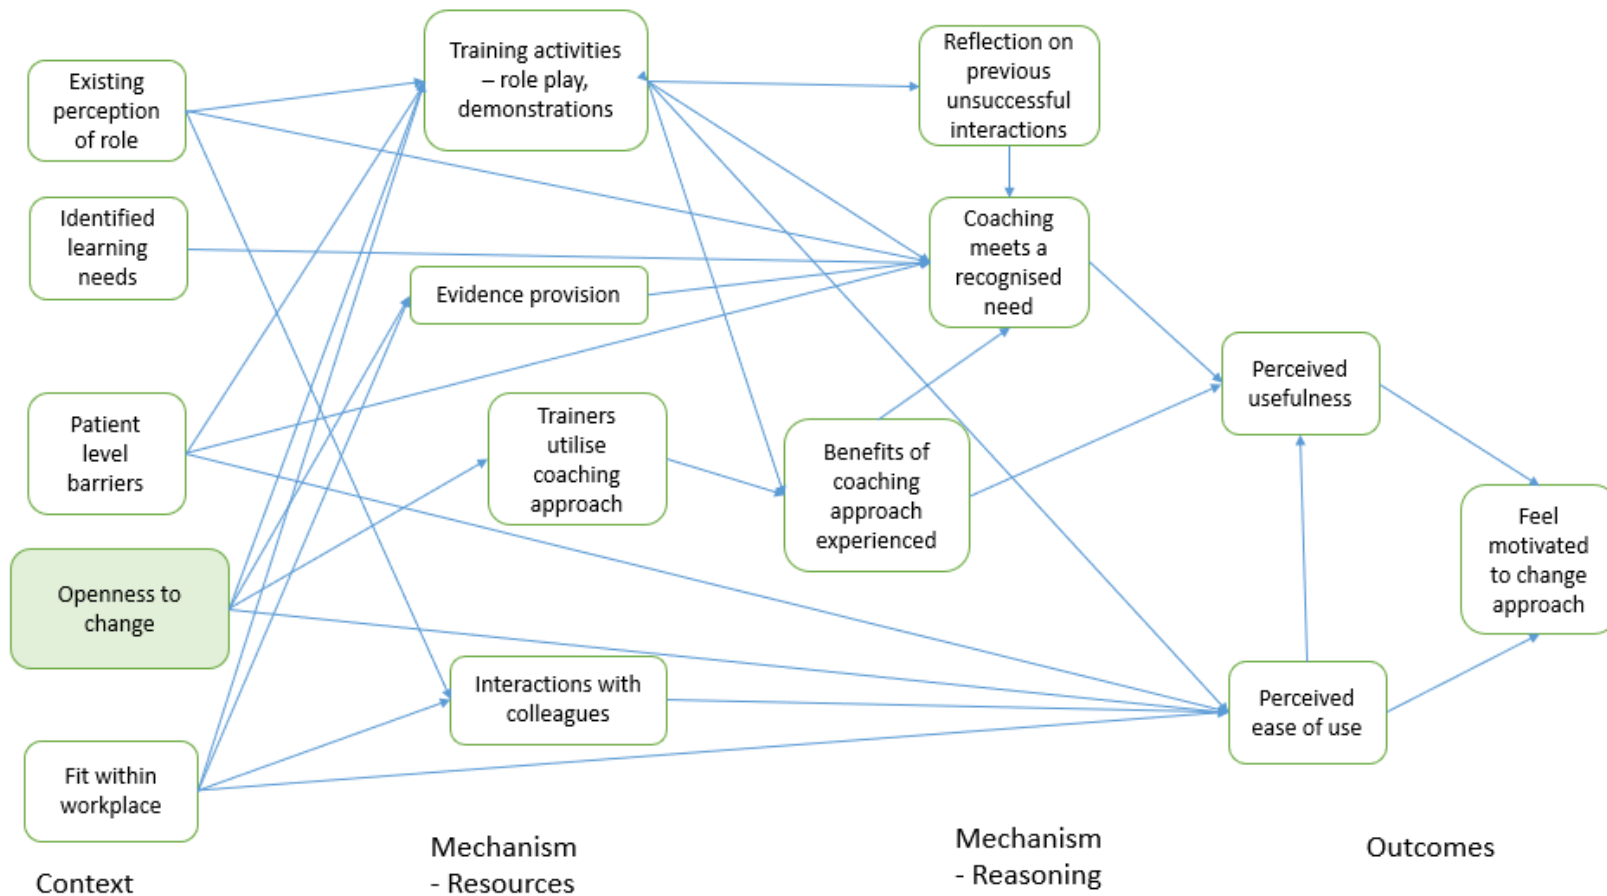 Existing
perception
of role
Identified
learning
needs
Patient
level
barriers
Openness to
change
Fit within
workplace
Context
Training activities
– role play,
demonstrations
Evidence provision
Trainers
utilise
coaching
approach
Interactions with
colleagues
Mechanism
- Resources
Reflection on
previous
unsuccessful
interactions
Coaching
meets a
recognised
need
Benefits of
coaching
approach
experienced
Mechanism
- Reasoning
Perceived
usefulness
Perceived
ease of use
Feel
motivated
to change
approach
Outcomes